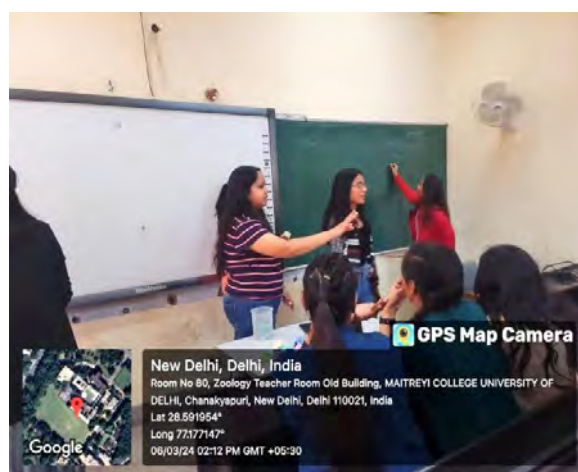 GPS Map Camera
New Delhi, Delhi, India
Room No 80, Zoology Teacher Room Old Building, MAITREYI COLLEGE UNIVERSITY OF
DELHI, Chanakyapuri, New Delhi, Delhi 110021, India
Lat 28.591954°
Long 77.177147°
06/03/24 02:12 PM GMT +05:30
Google